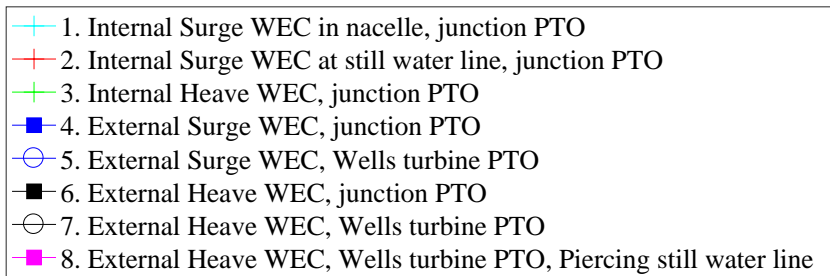 1. Internal Surge WEC in nacelle, junction PTO
2. Internal Surge WEC at still water line, junction PTO
3. Internal Heave WEC, junction PTO
4. External Surge WEC, junction PTO
5. External Surge WEC, Wells turbine PTO
6. External Heave WEC, junction PTO
7. External Heave WEC, Wells turbine PTO
8. External Heave WEC, Wells turbine PTO, Piercing still water line